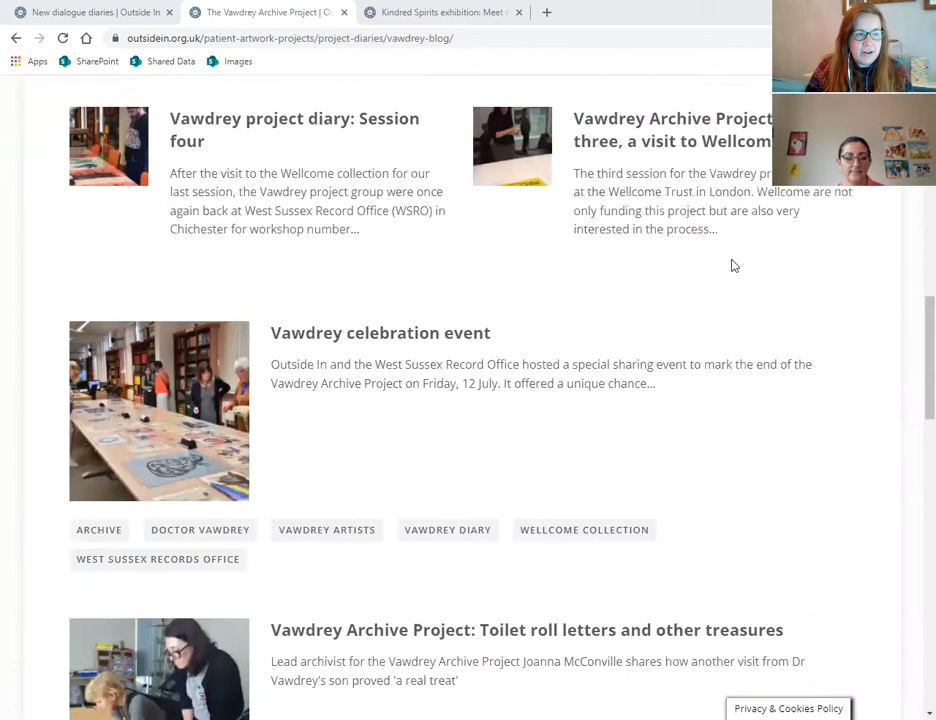 New dialogue diaries | Outside In
The Vawdrey Archive Project | O
Kindred Spirits exhibition: Meet
outsidein.org.uk/patient-artwork-projects/project-diaries/vawdrey-blog/
Apps
SharePoint
Shared Data
Images
Vawdrey project diary: Session
four
After the visit to the Wellcome collection for our
last session, the Vawdrey project group were once
again back at West Sussex Record Office (WSRO) in
Chichester for workshop number...
Vawdrey Archive Project
three, a visit to Wellcom
The third session for the Vawdrey pr
at the Wellcome Trust in London. Wellcome are not
only funding this project but are also very
interested in the process...
Vawdrey celebration event
Outside In and the West Sussex Record Office hosted a special sharing event to mark the end of the
Vawdrey Archive Project on Friday, 12 July. It offered a unique chance...
ARCHIVE
DOCTOR VAWDREY
VAWDREY ARTISTS
VAWDREY DIARY
WELLCOME COLLECTION
WEST SUSSEX RECORDS OFFICE
Vawdrey Archive Project: Toilet roll letters and other treasures
Lead archivist for the Vawdrey Archive Project Joanna McConville shares how another visit from Dr
Vawdrey's son proved 'a real treat'
Privacy & Cookies Policy